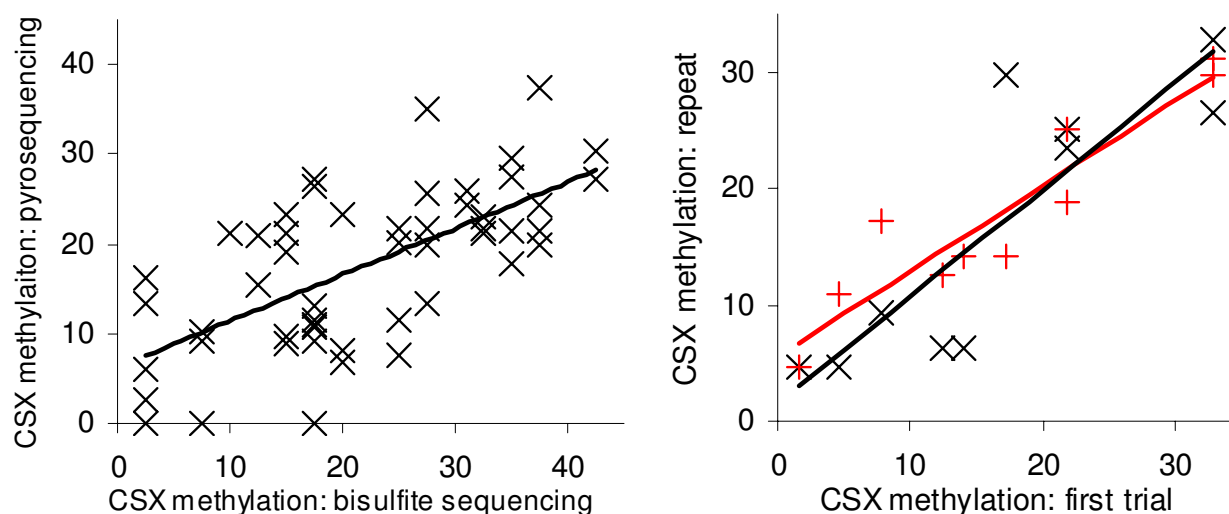 CSX methylaiton: pyrosequencing
40
30
20
10
0
0 10 20 30 40
CSX methylation: bisulfite sequencing
CSX methylation: repeat
30
20
10
0
0 10 20 30
CSX methylation: first trial